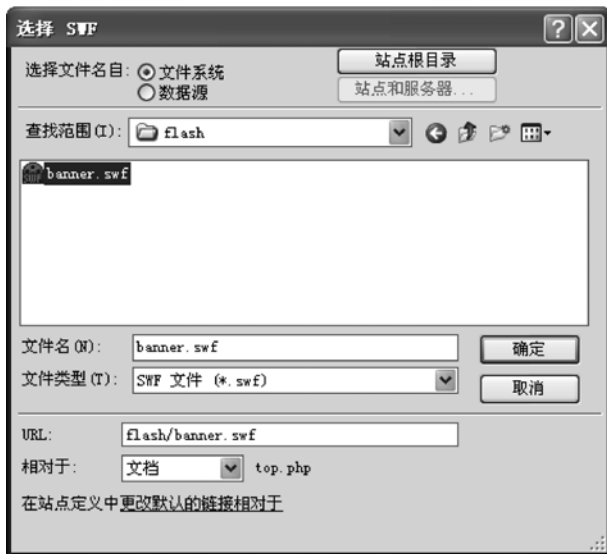 选择 SWF
选择文件名自: 文件系统 站点根目录
数据源 站点和服务器...
查找范围(I): flash
banner.swf
文件名(N): banner.swf 确定
文件类型(T): SWF 文件 (*.swf) 取消
URL: flash/banner.swf
相对于: 文档 top.php
在站点定义中更改默认的链接相对于